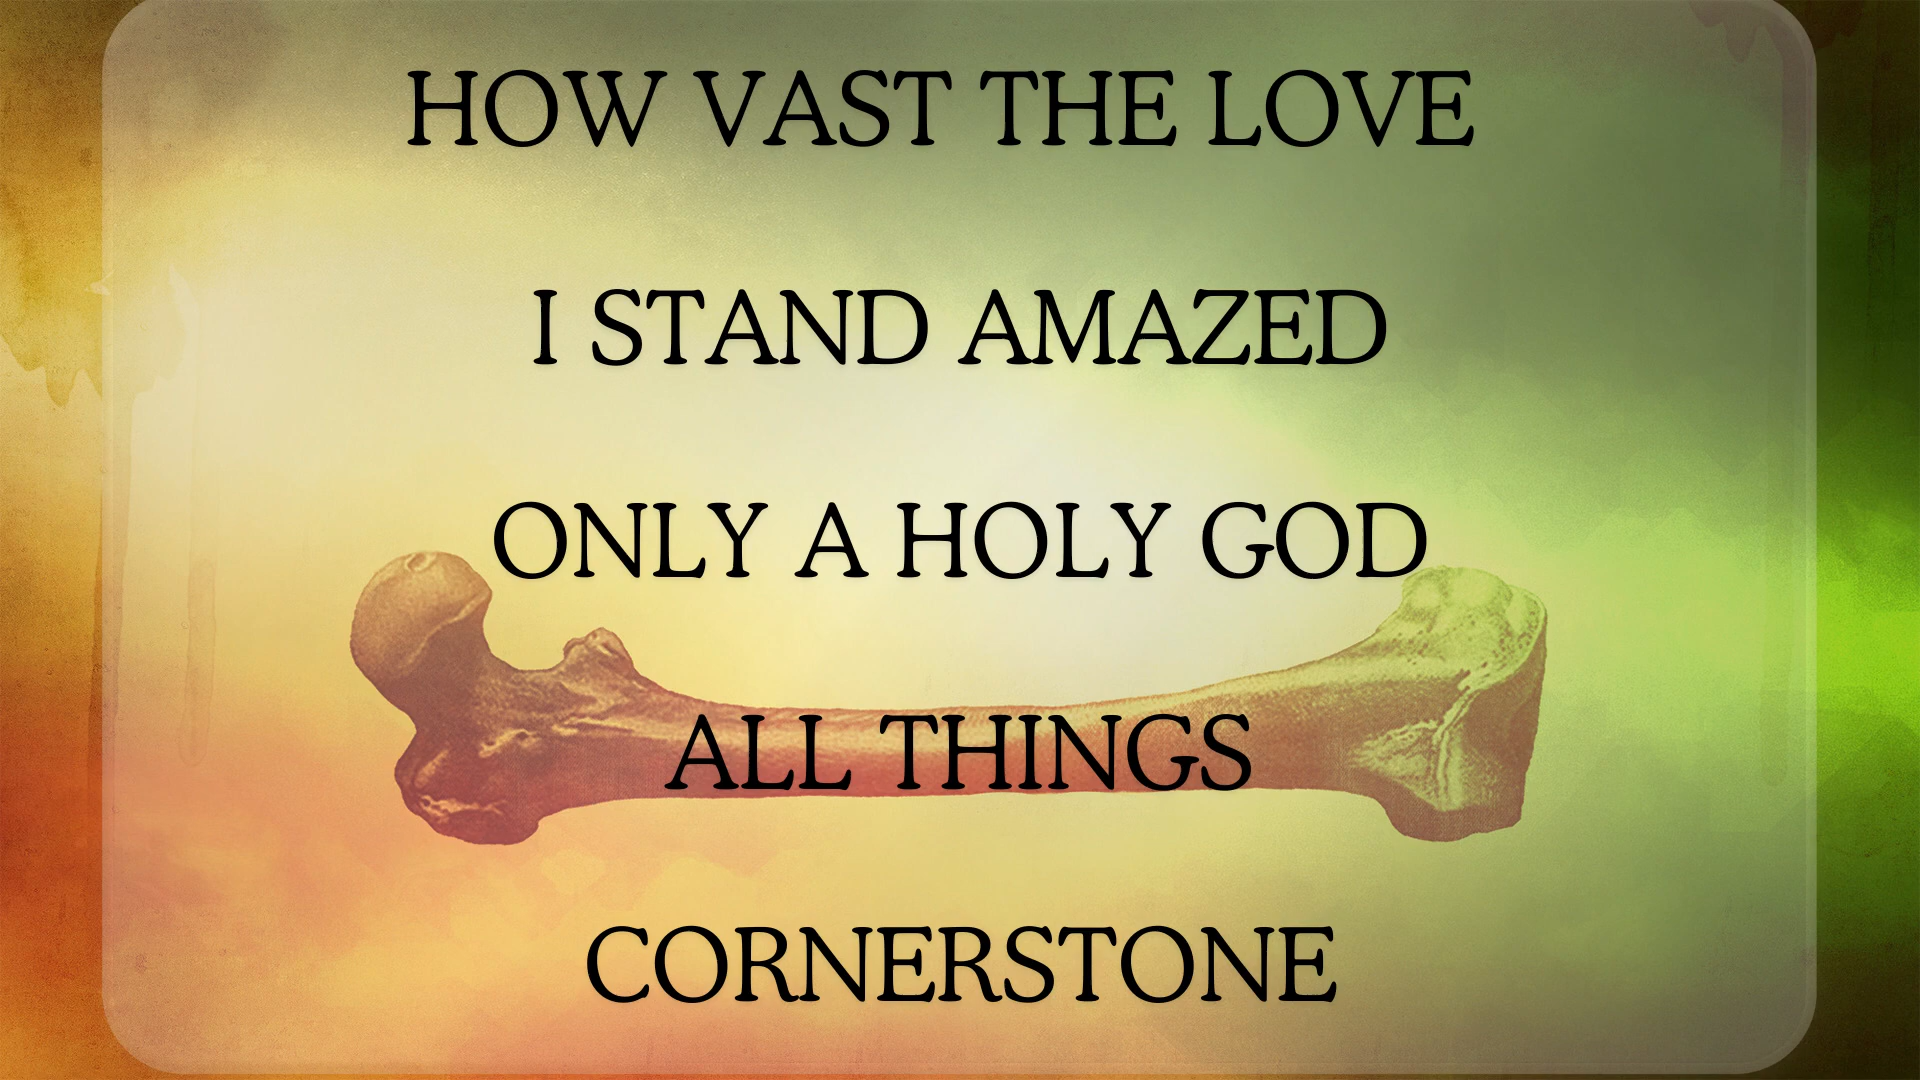 HOW VAST THE LOVE
I STAND AMAZED
ONLY A HOLY GOD
ALL THINGS
CORNERSTONE